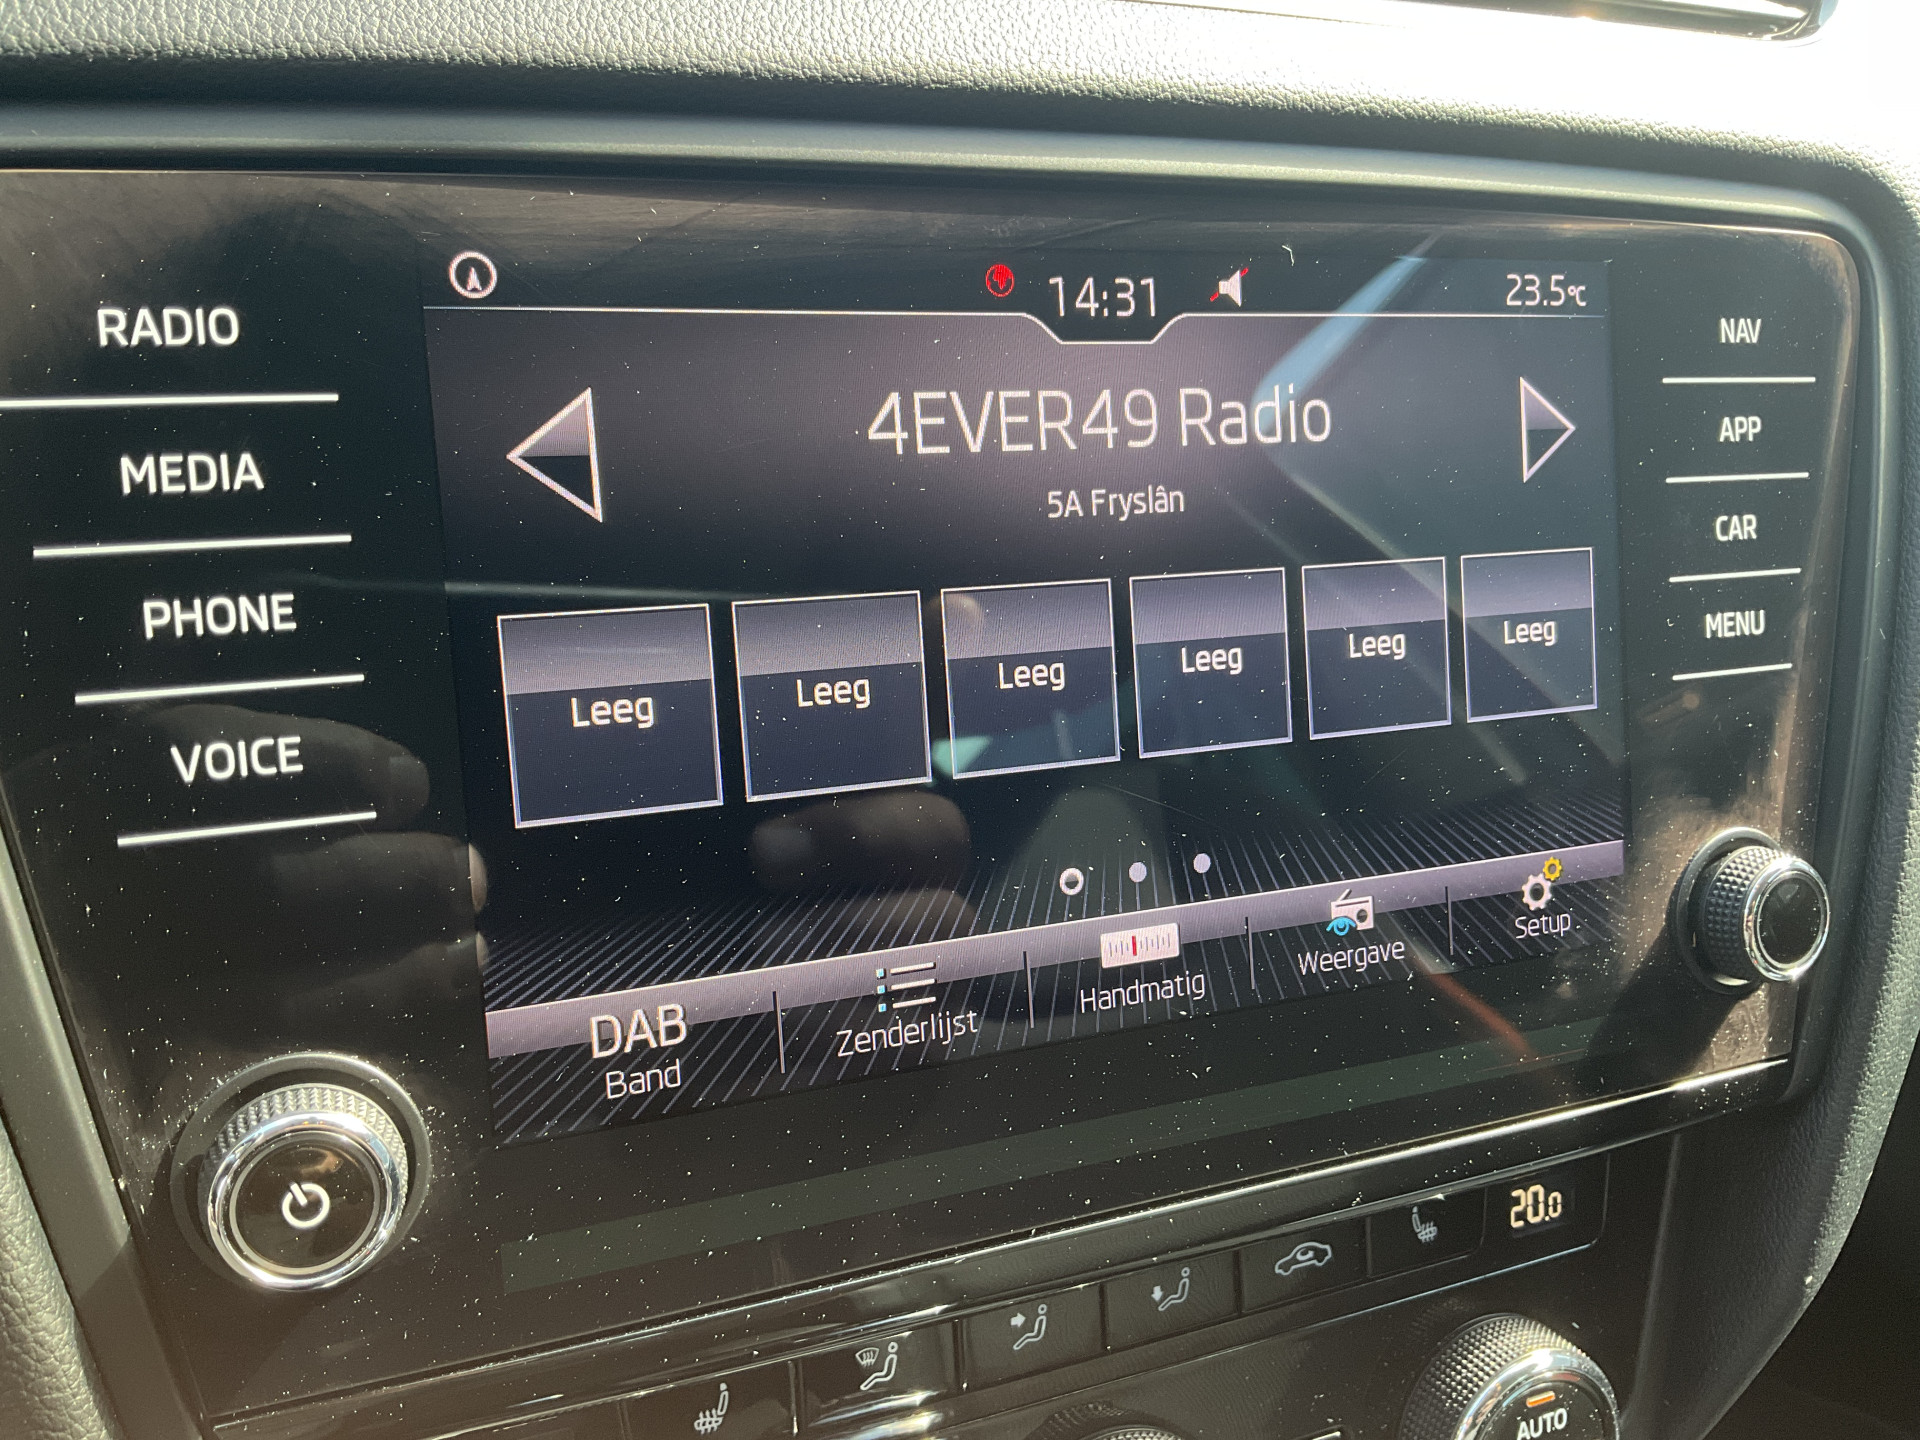 RADIO
MEDIA
PHONE
VOICE
14:31
23.5°C
4EVER49 Radio
5A Fryslân
Leeg
Leeg
Leeg
Leeg
Leeg
Leeg
DAB
Band
Zenderlijst
Handmatig
Weergave
Setup
NAV
APP
CAR
MENU
20.0
AUTO